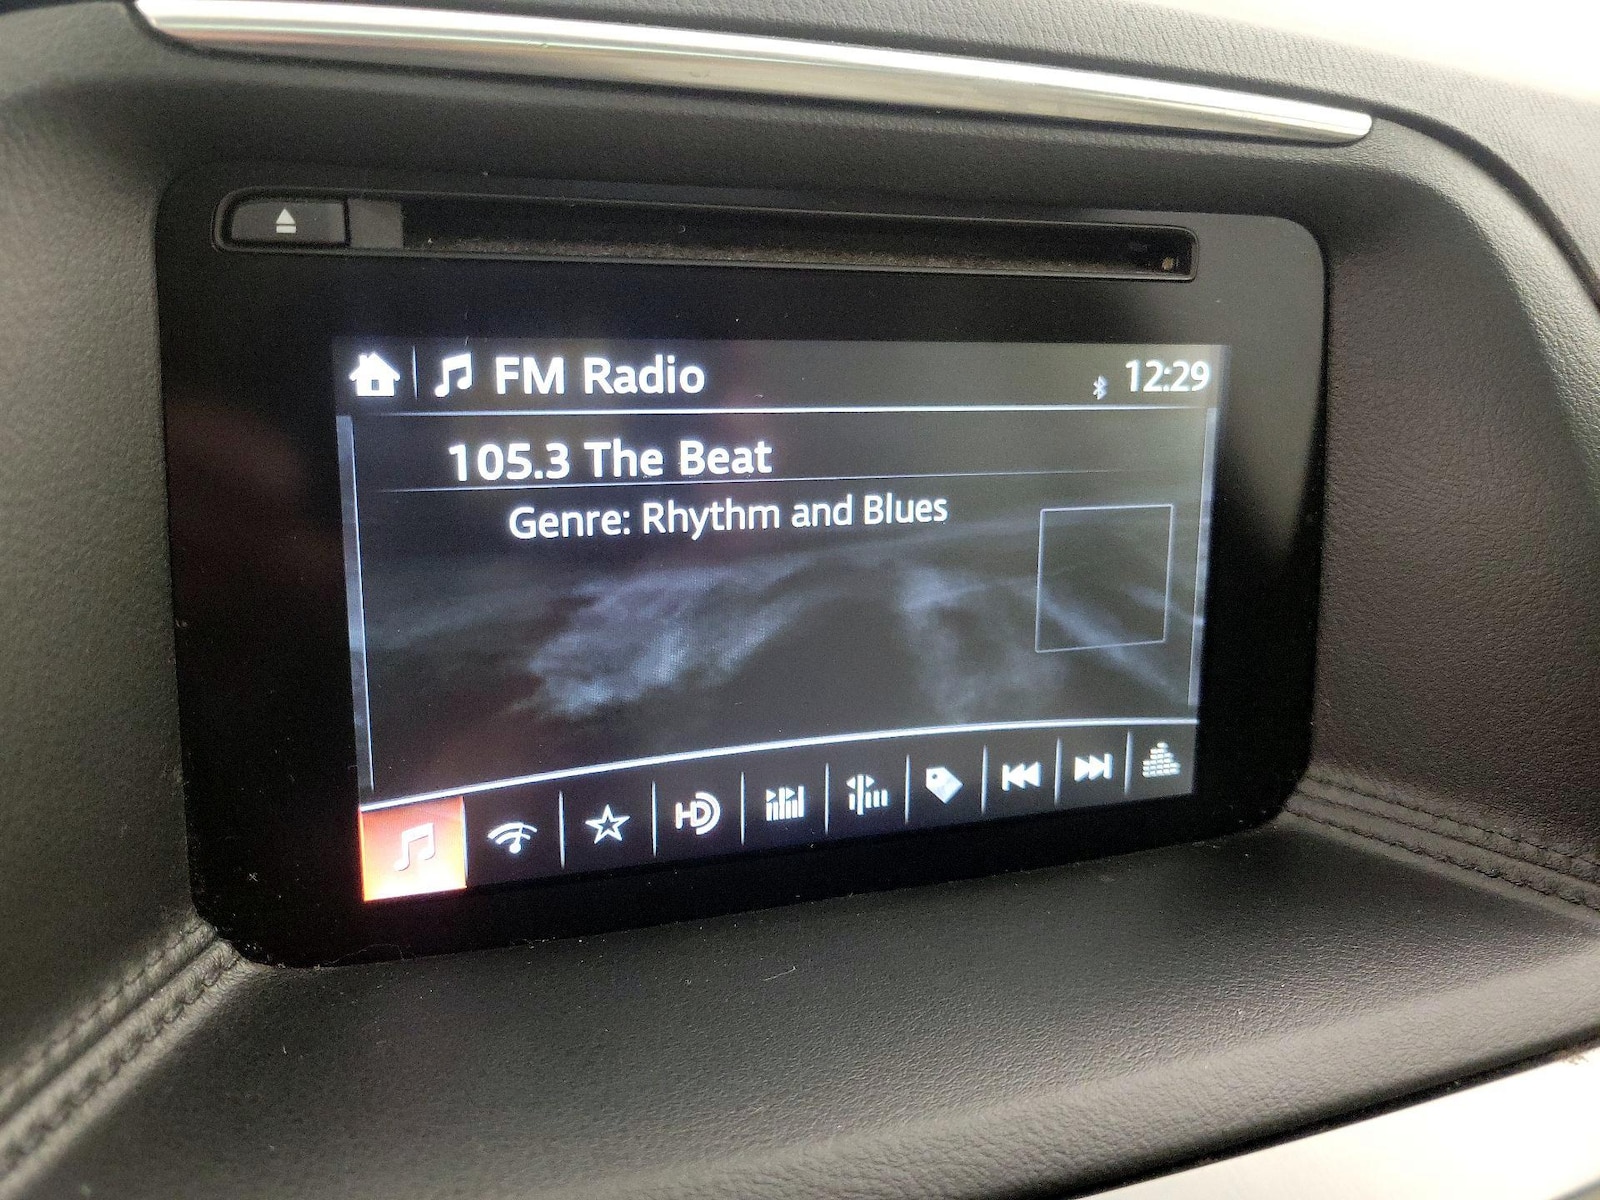 FM Radio
12:29
105.3 The Beat
Genre: Rhythm and Blues
HD